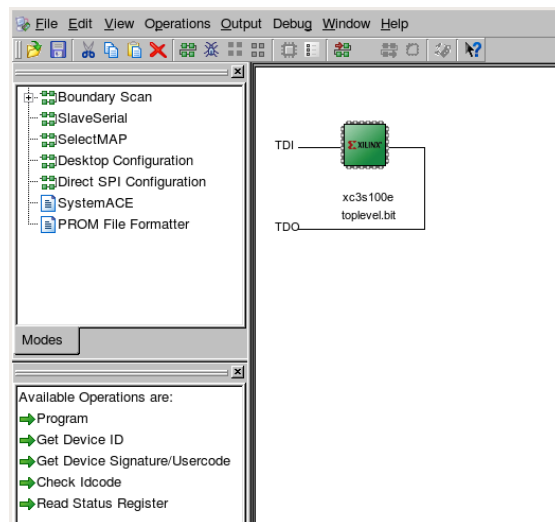 File Edit View Operations Output Debug Window Help
Boundary Scan
SlaveSerial
SelectMAP
Desktop Configuration
Direct SPI Configuration
SystemACE
PROM File Formatter
Modes
Available Operations are:
Program
Get Device ID
Get Device Signature/Usercode
Check Idcode
Read Status Register
TDI
XILINX
xc3s100e
toplevel.bit
TDO